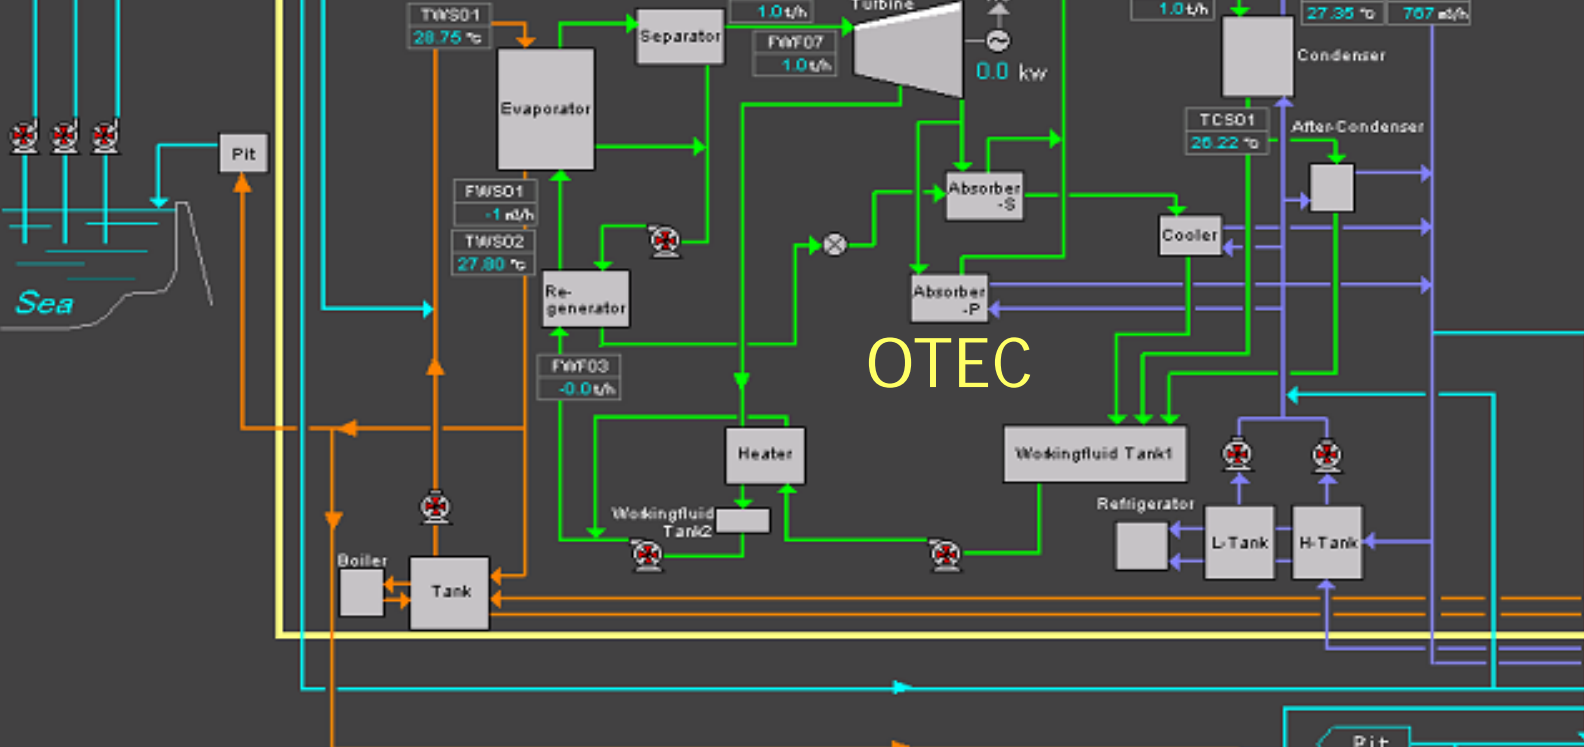 TWS01
28.75 ℃
Separator
1.0 t/h
FWF07
1.0 t/h
Turbine
0.0 kw
1.0 t/h
27.35 ℃
767 m3/h
Condenser
Evaporator
TCS01
26.22 ℃
After-Condenser
Pit
FWS01
-1 m3/h
TWS02
27.80 ℃
Absorber
-S
Cooler
Sea
Re-
generator
Absorber
-P
OTEC
FWF03
-0.0 t/h
Heater
Workingfluid Tank1
Workingfluid
Tank2
Refrigerator
L-Tank
H-Tank
Boiler
Tank
Pit